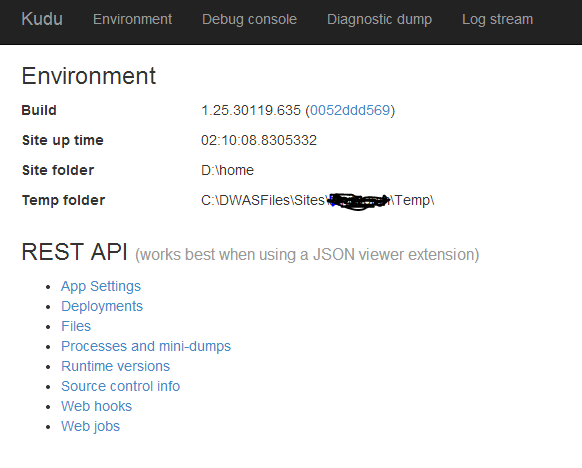 Kudu Environment Debug console Diagnostic dump Log stream
Environment
Build 1.25.30119.635 (0052ddd569)
Site up time 02:10:08.8305332
Site folder D:\home
Temp folder C:\DWASFiles\Sites\ \Temp\
REST API (works best when using a JSON viewer extension)
App Settings
Deployments
Files
Processes and mini-dumps
Runtime versions
Source control info
Web hooks
Web jobs